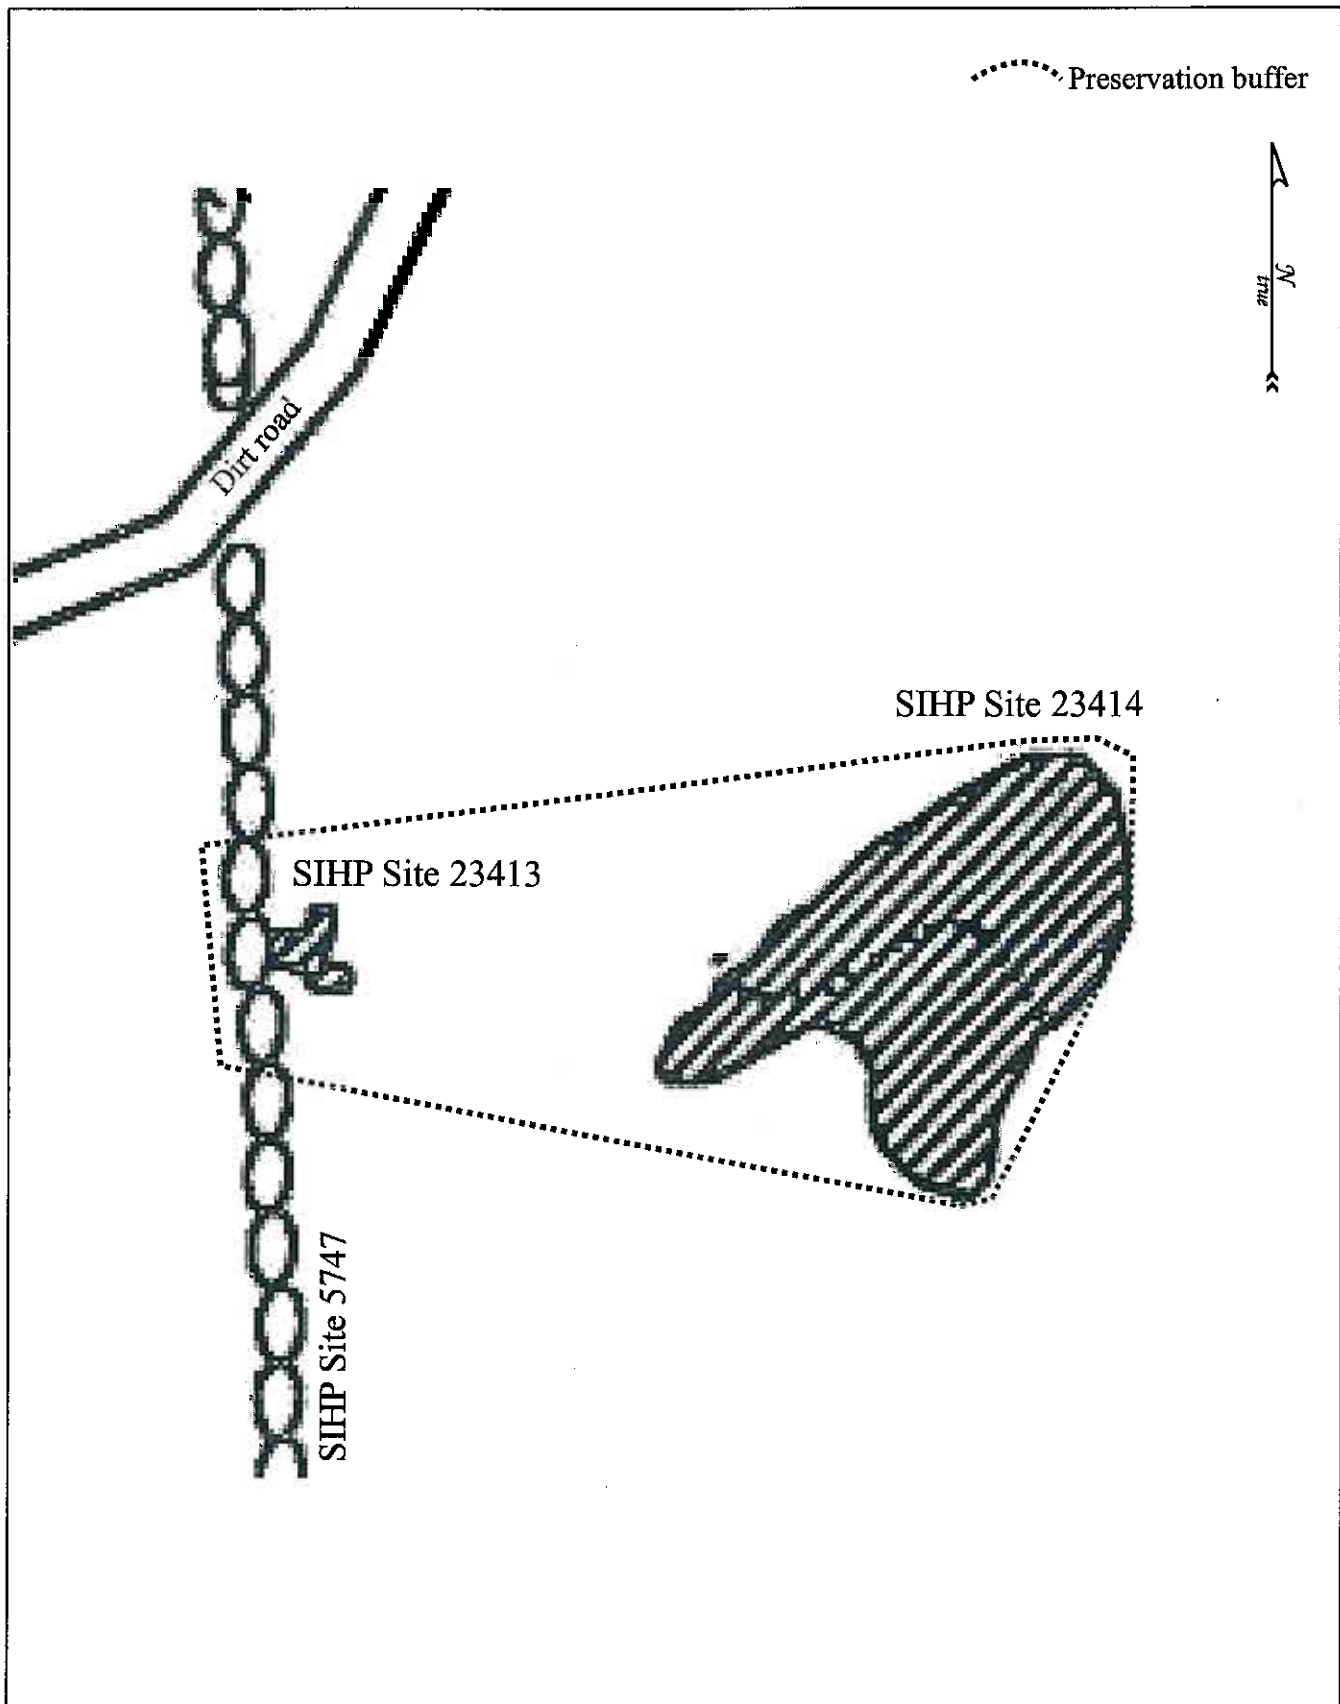 Preservation buffer
N
true
Dirt road
SIHP Site 23414
SIHP Site 23413
SIHP Site 5747